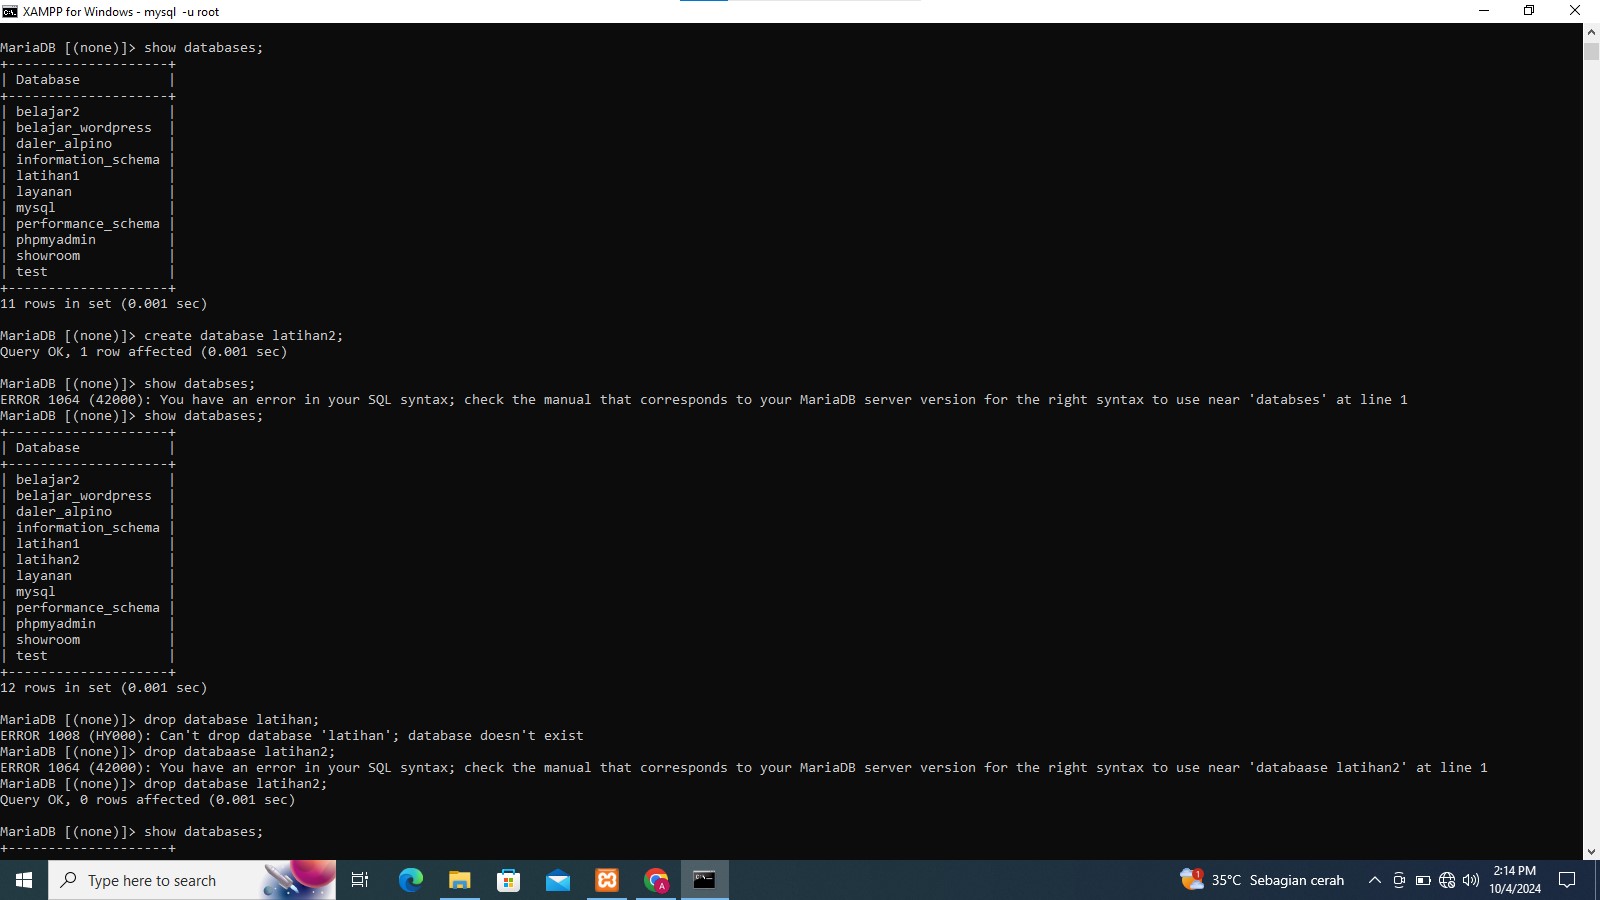 XAMPP for Windows - mysql  -u root
MariaDB [(none)]> show databases;
+--------------------+
| Database           |
+--------------------+
| belajar2           |
| belajar_wordpress  |
| daler_alpino       |
| information_schema |
| latihan1           |
| layanan            |
| mysql              |
| performance_schema |
| phpmyadmin         |
| showroom           |
| test               |
+--------------------+
11 rows in set (0.001 sec)
MariaDB [(none)]> create database latihan2;
Query OK, 1 row affected (0.001 sec)
MariaDB [(none)]> show databses;
ERROR 1064 (42000): You have an error in your SQL syntax; check the manual that corresponds to your MariaDB server version for the right syntax to use near 'databses' at line 1
MariaDB [(none)]> show databases;
+--------------------+
| Database           |
+--------------------+
| belajar2           |
| belajar_wordpress  |
| daler_alpino       |
| information_schema |
| latihan1           |
| latihan2           |
| layanan            |
| mysql              |
| performance_schema |
| phpmyadmin         |
| showroom           |
| test               |
+--------------------+
12 rows in set (0.001 sec)
MariaDB [(none)]> drop database latihan;
ERROR 1008 (HY000): Can't drop database 'latihan'; database doesn't exist
MariaDB [(none)]> drop databaase latihan2;
ERROR 1064 (42000): You have an error in your SQL syntax; check the manual that corresponds to your MariaDB server version for the right syntax to use near 'databaase latihan2' at line 1
MariaDB [(none)]> drop database latihan2;
Query OK, 0 rows affected (0.001 sec)
MariaDB [(none)]> show databases;
+--------------------+
Type here to search
A
1
35°C Sebagian cerah
2:14 PM
10/4/2024